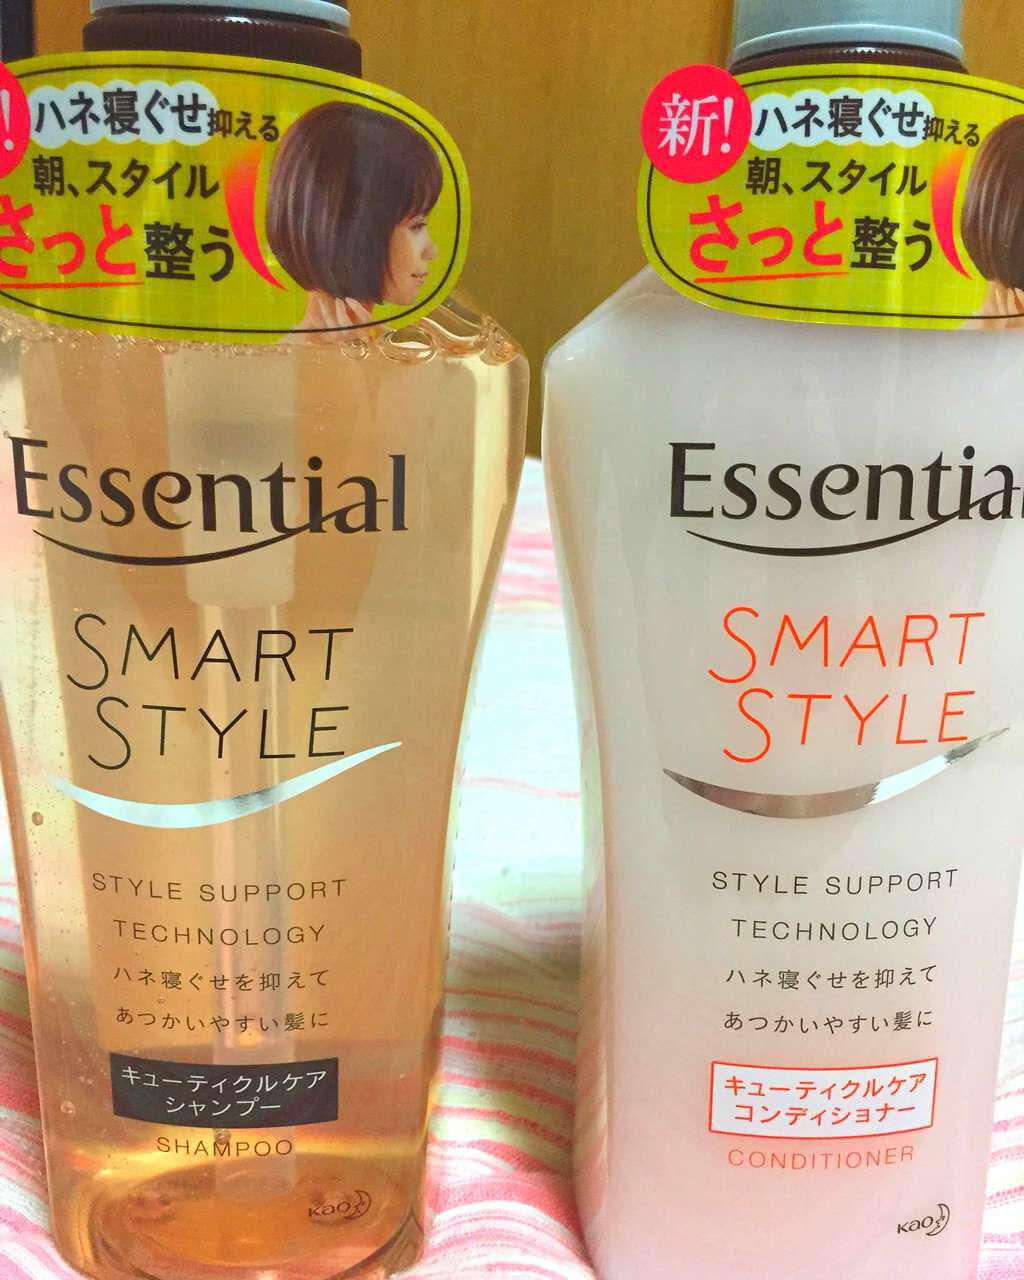 !
ハネ寝ぐせ抑える
朝、スタイル
さっと整う
Essential
SMART
STYLE
STYLE SUPPORT
TECHNOLOGY
ハネ寝ぐせを抑えて
あつかいやすい髪に
キューティクルケア
シャンプー
SHAMPOO
Kao
新!
ハネ寝ぐせ抑える
朝、スタイル
さっと整う
Essential
SMART
STYLE
STYLE SUPPORT
TECHNOLOGY
ハネ寝ぐせを抑えて
あつかいやすい髪に
キューティクルケア
コンディショナー
CONDITIONER
Kao